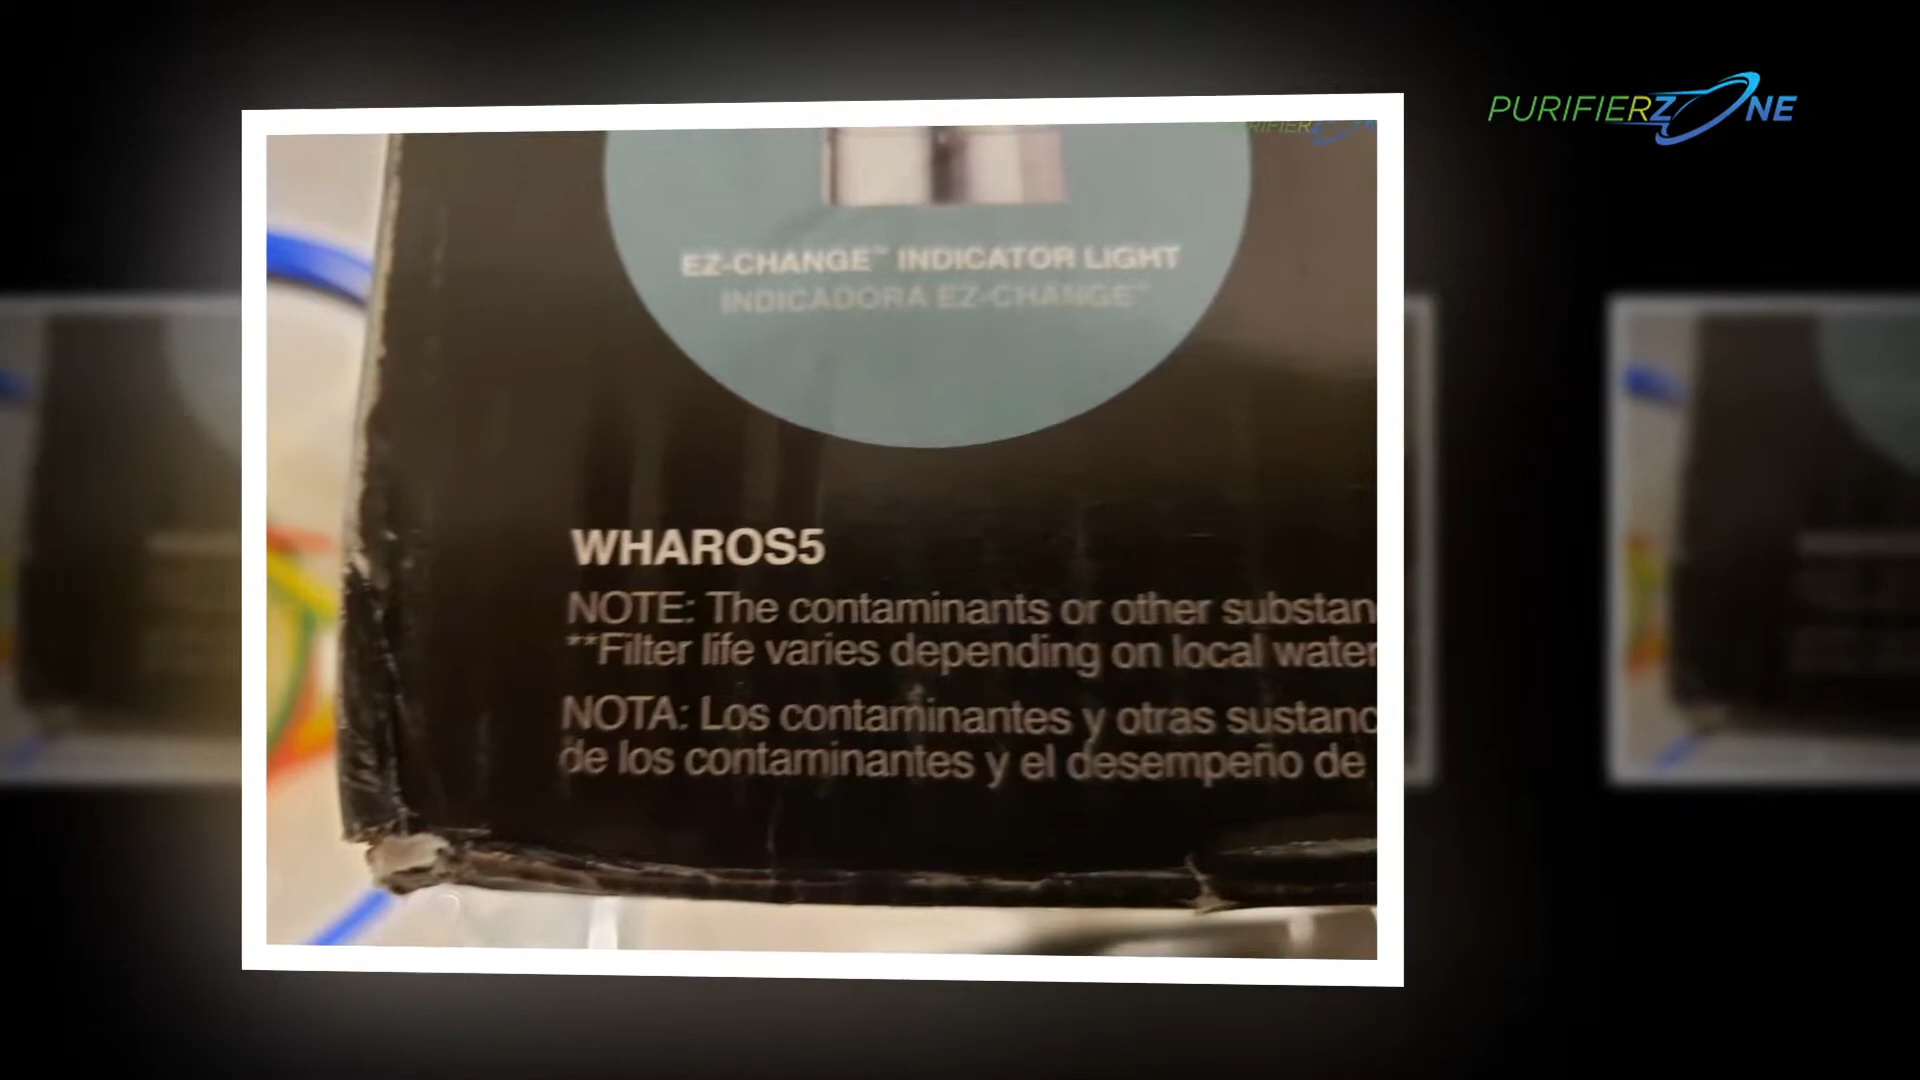 PURIFIERZONE
EZ-CHANGE™ INDICATOR LIGHT
INDICADORA EZ-CHANGE™
WHAROS5
NOTE: The contaminants or other substan
**Filter life varies depending on local water
NOTA: Los contaminantes y otras sustanc
de los contaminantes y el desempeño de